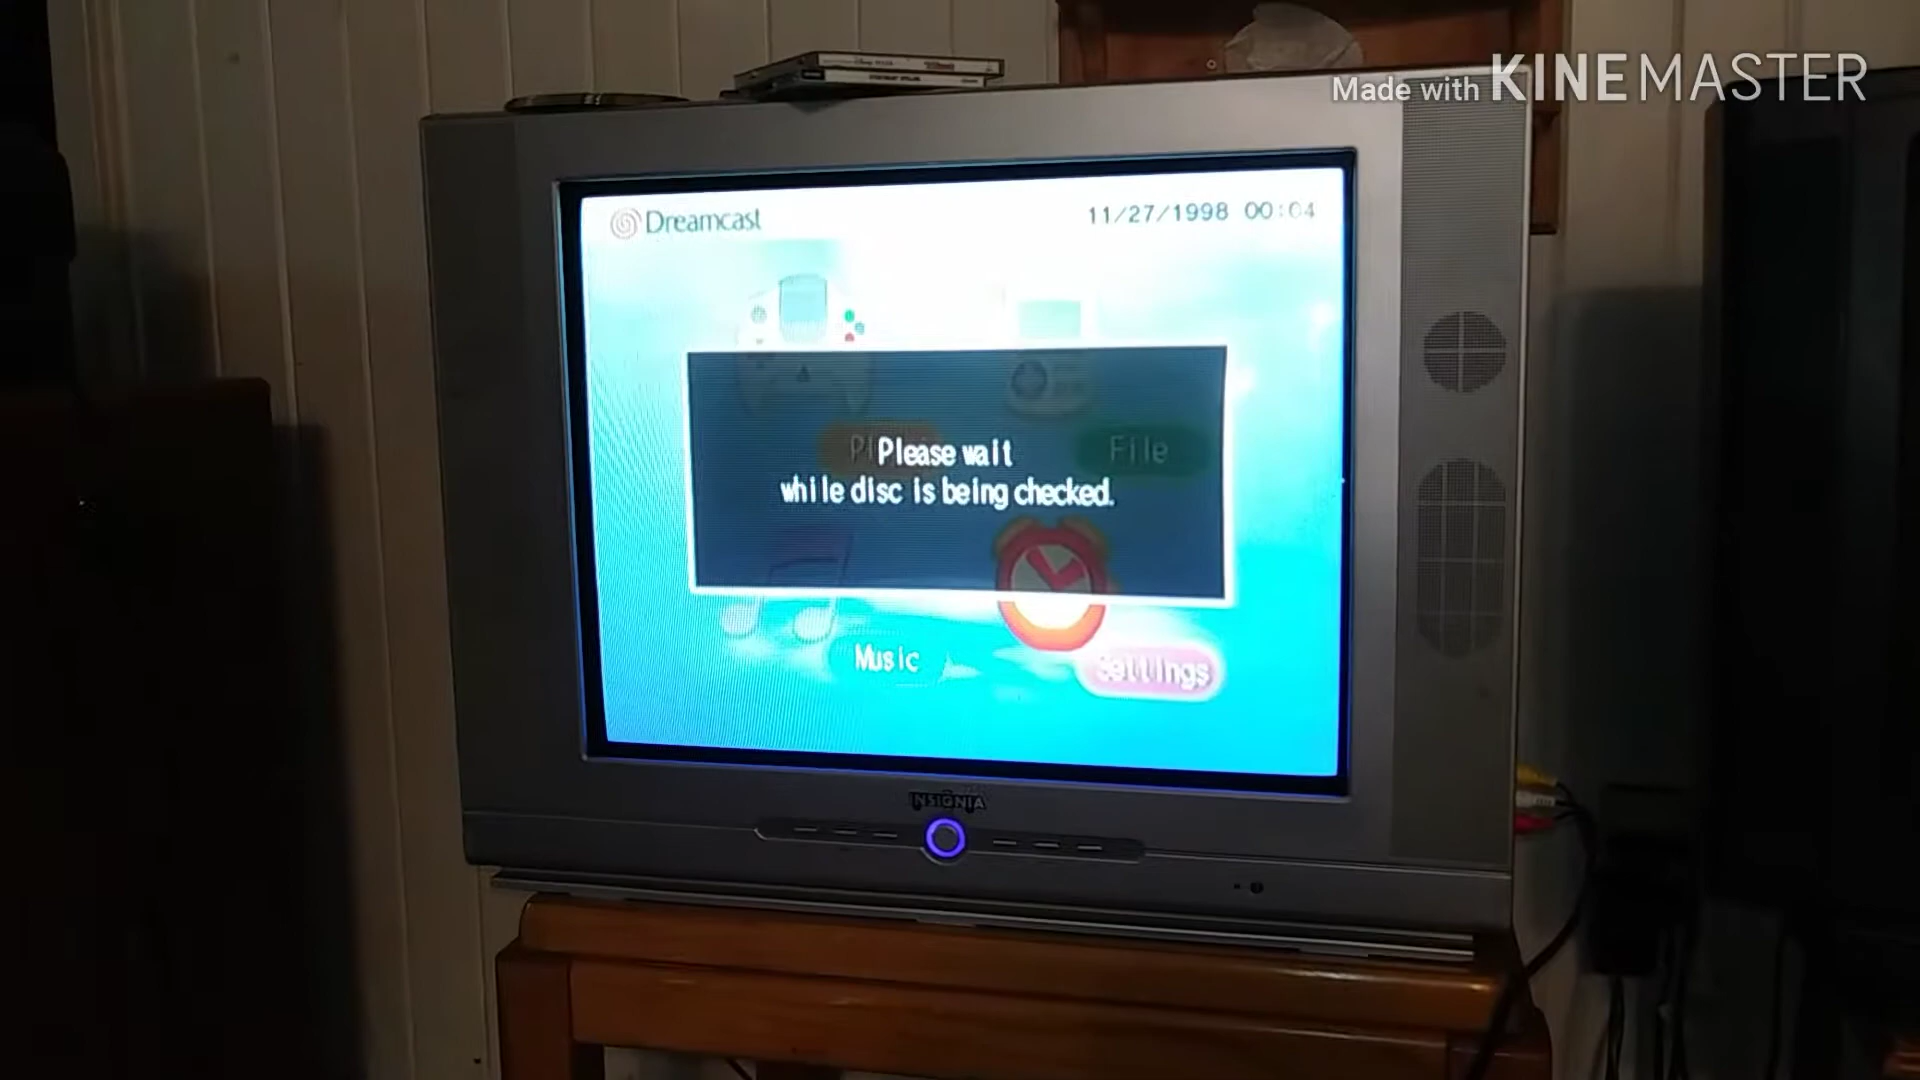 Made with KINEMASTER
Dreamcast
11/27/1998 00:04
File
Please wait
while disc is being checked.
Music
Settings
INSIGNIA